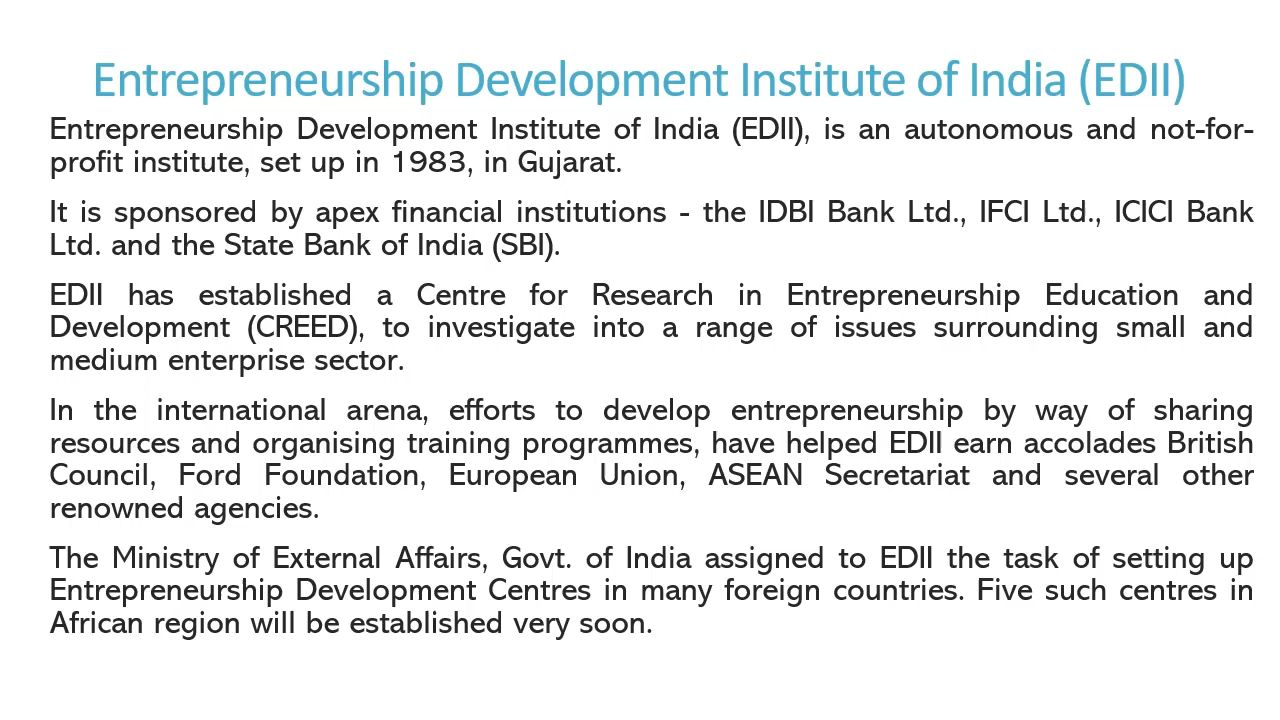 Entrepreneurship Development Institute of India (EDII)
Entrepreneurship Development Institute of India (EDII), is an autonomous and not-for-
profit institute, set up in 1983, in Gujarat.
It is sponsored by apex financial institutions - the IDBI Bank Ltd., IFCI Ltd., ICICI Bank
Ltd. and the State Bank of India (SBI).
EDII has established a Centre for Research in Entrepreneurship Education and
Development (CREED), to investigate into a range of issues surrounding small and
medium enterprise sector.
In the international arena, efforts to develop entrepreneurship by way of sharing
resources and organising training programmes, have helped EDII earn accolades British
Council, Ford Foundation, European Union, ASEAN Secretariat and several other
renowned agencies.
The Ministry of External Affairs, Govt. of India assigned to EDII the task of setting up
Entrepreneurship Development Centres in many foreign countries. Five such centres in
African region will be established very soon.